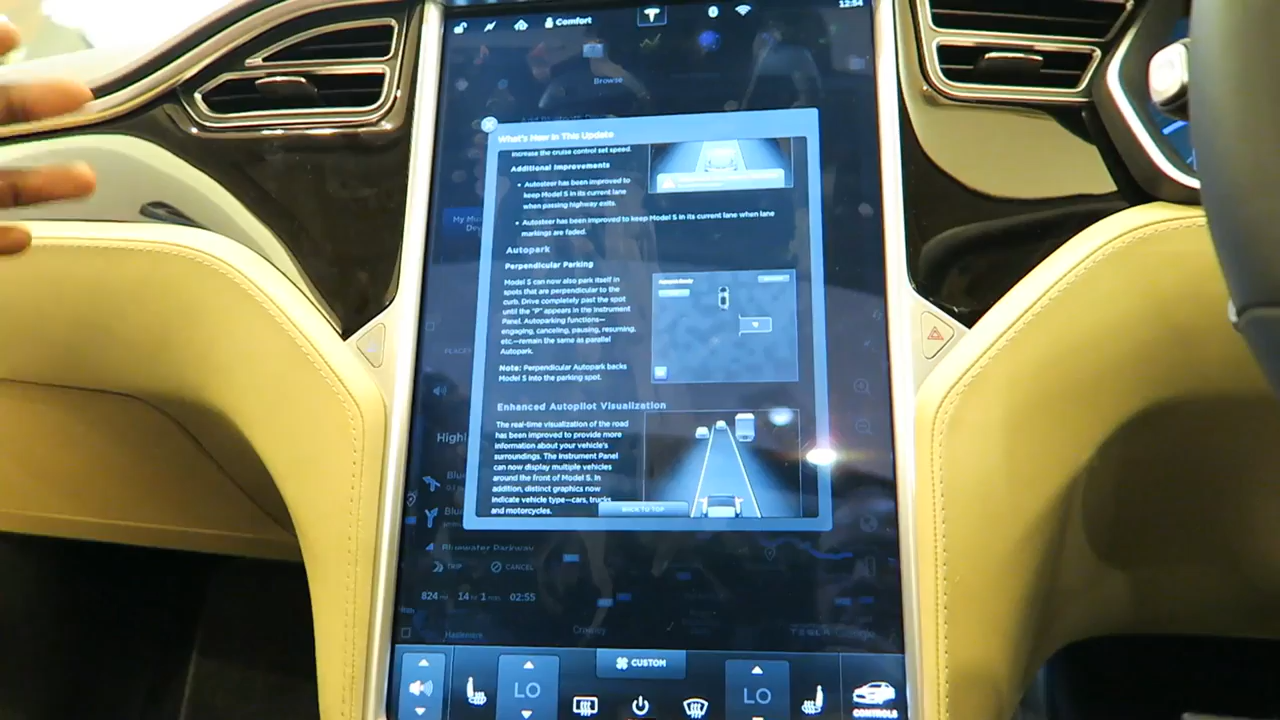 Comfort
12:54
Browse
What's New in This Update
increase the cruise control set speed.
Additional Improvements
• Autosteer has been improved to
keep Model S in its current lane
when passing highway exits.
• Autosteer has been improved to keep Model S in its current lane when lane
markings are faded.
Autopark
Perpendicular Parking
Model S can now also park itself in
spots that are perpendicular to the
curb. Drive completely past the spot
until the "P" appears in the Instrument
Panel. Autoparking functions—
engaging, canceling, pausing, resuming,
etc.—remain the same as parallel
Autopark.
Note: Perpendicular Autopark backs
Model S into the parking spot.
Enhanced Autopilot Visualization
The real-time visualization of the road
has been improved to provide more
information about your vehicle's
surroundings. The Instrument Panel
can now display multiple vehicles
around the front of Model S. In
addition, distinct graphics now
indicate vehicle type—cars, trucks
and motorcycles.
BACK TO TOP
Highl
Blu
Blu
Bluewater Parkway
TRIP
CANCEL
824 14 hr 1 min 02:55
CUSTOM
LO
LO
CONTROLS